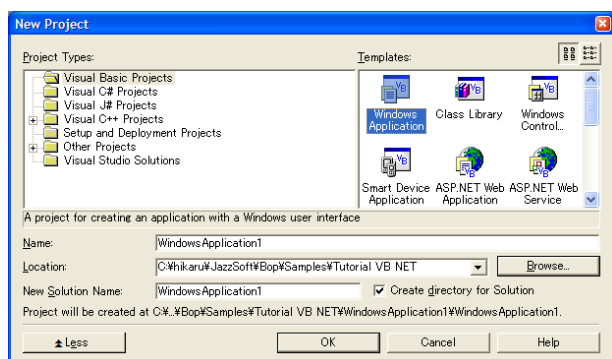 New Project
Project Types:
Templates:
Visual Basic Projects
Visual C# Projects
Visual J# Projects
Visual C++ Projects
Setup and Deployment Projects
Other Projects
Visual Studio Solutions
Windows Application
Class Library
Windows Control...
Smart Device Application
ASP.NET Web Application
ASP.NET Web Service
A project for creating an application with a Windows user interface
Name:
WindowsApplication1
Location:
C:¥hikaru¥JazzSoft¥Bop¥Samples¥Tutorial VB NET
Browse...
New Solution Name:
WindowsApplication1
Create directory for Solution
Project will be created at C:¥...¥Bop¥Samples¥Tutorial VB NET¥WindowsApplication1¥WindowsApplication1.
Less
OK
Cancel
Help